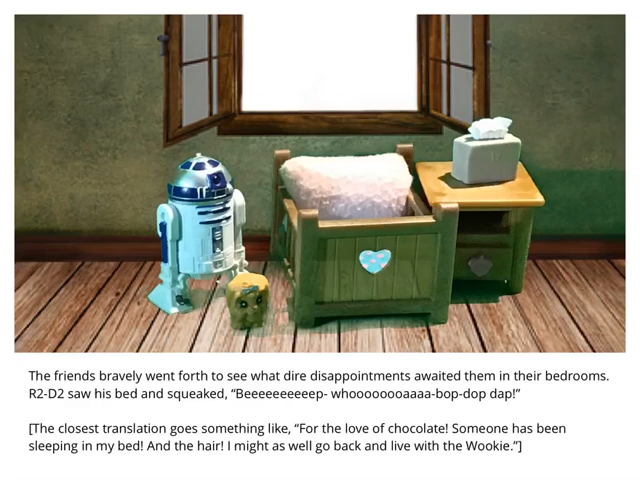 The friends bravely went forth to see what dire disappointments awaited them in their bedrooms.
R2-D2 saw his bed and squeaked, “Beeeeeeeeeep- whoooooooaaaa-bop-dop dap!”
[The closest translation goes something like, “For the love of chocolate! Someone has been
sleeping in my bed! And the hair! I might as well go back and live with the Wookie.”]